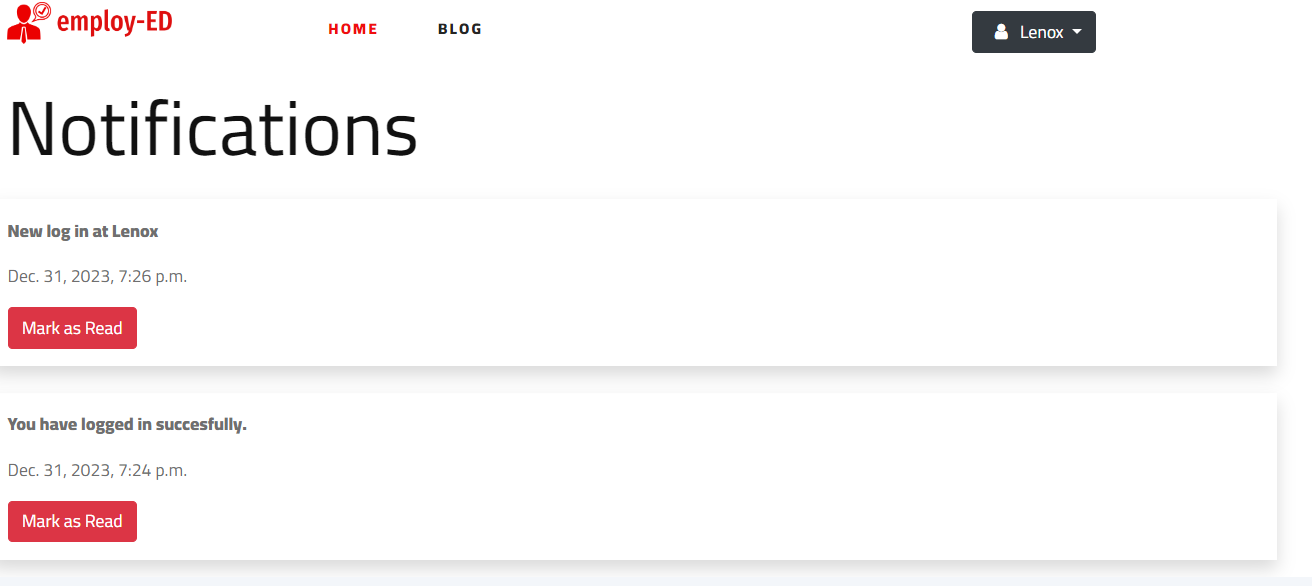 employ-ED
HOME
BLOG
Lenox
Notifications
New log in at Lenox
Dec. 31, 2023, 7:26 p.m.
Mark as Read
You have logged in succesfully.
Dec. 31, 2023, 7:24 p.m.
Mark as Read